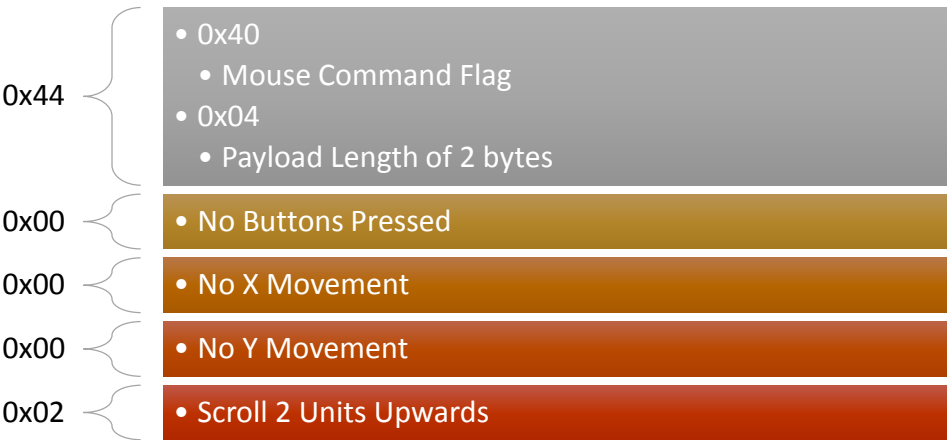 0x44
• 0x40
• Mouse Command Flag
• 0x04
• Payload Length of 2 bytes
0x00
• No Buttons Pressed
0x00
• No X Movement
0x00
• No Y Movement
0x02
• Scroll 2 Units Upwards